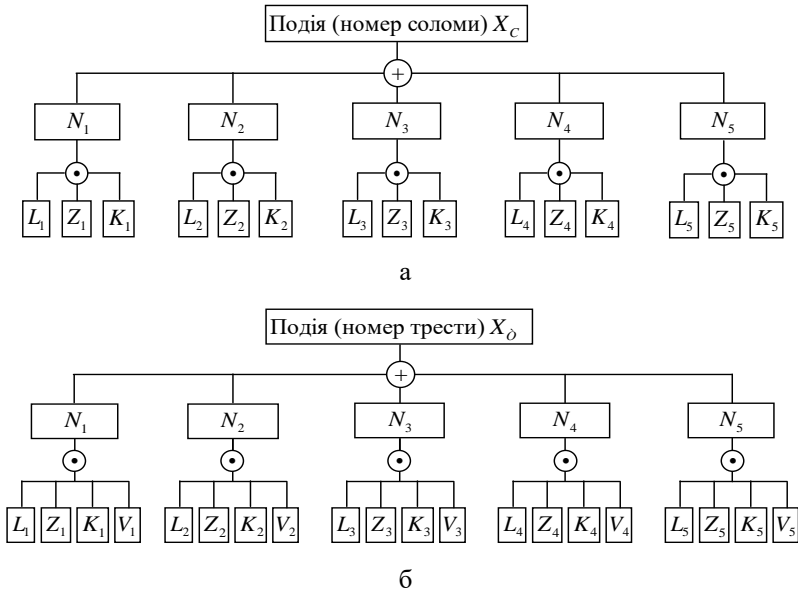 Подія (номер соломи) X_C
+
N₁ N₂ N₃ N₄ N₅
L₁ Z₁ K₁ L₂ Z₂ K₂ L₃ Z₃ K₃ L₄ Z₄ K₄ L₅ Z₅ K₅
а
Подія (номер трести) X_ò
+
N₁ N₂ N₃ N₄ N₅
L₁ Z₁ K₁ V₁ L₂ Z₂ K₂ V₂ L₃ Z₃ K₃ V₃ L₄ Z₄ K₄ V₄ L₅ Z₅ K₅ V₅
б